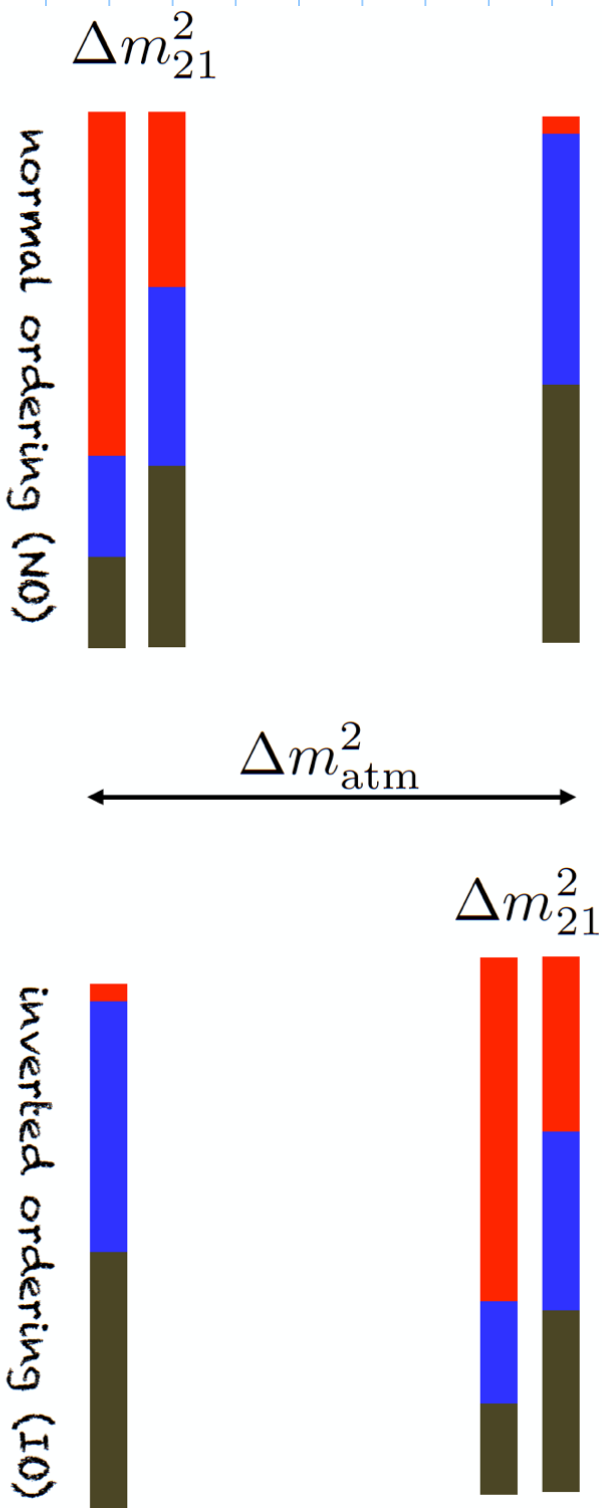 Δm²₂₁
normal ordering (NO)
Δm²atm
Δm²₂₁
inverted ordering (IO)